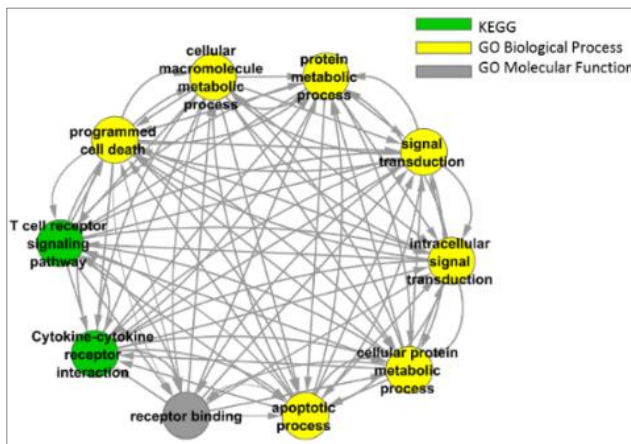 KEGG
GO Biological Process
GO Molecular Function
cellular
macromolecule
metabolic
process
protein
metabolic
process
programmed
cell death
signal
transduction
T cell receptor
signaling
pathway
intracellular
signal
transduction
Cytokine-cytokine
receptor
interaction
cellular protein
metabolic
process
receptor binding
apoptotic
process